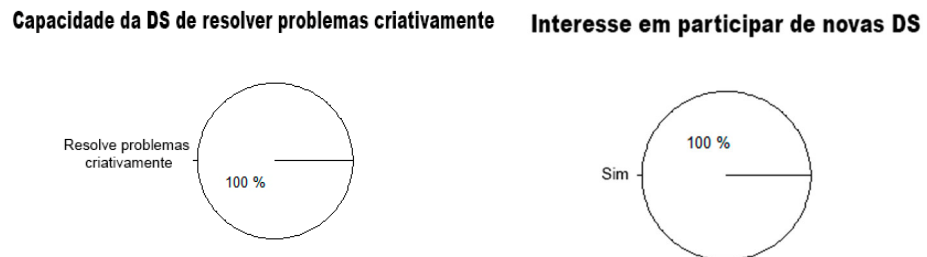 Capacidade da DS de resolver problemas criativamente
Resolve problemas
criativamente
100 %
Interesse em participar de novas DS
100 %
Sim